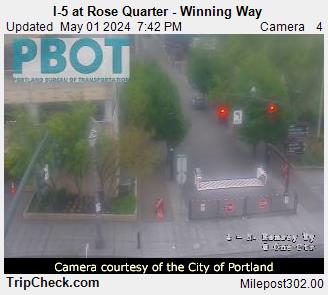 I-5 at Rose Quarter - Winning Way
Updated May 01 2024 7:42 PM Camera 4
PBOT
PORTLAND BUREAU OF TRANSPORTATION
Camera courtesy of the City of Portland
TripCheck.com Milepost302.00